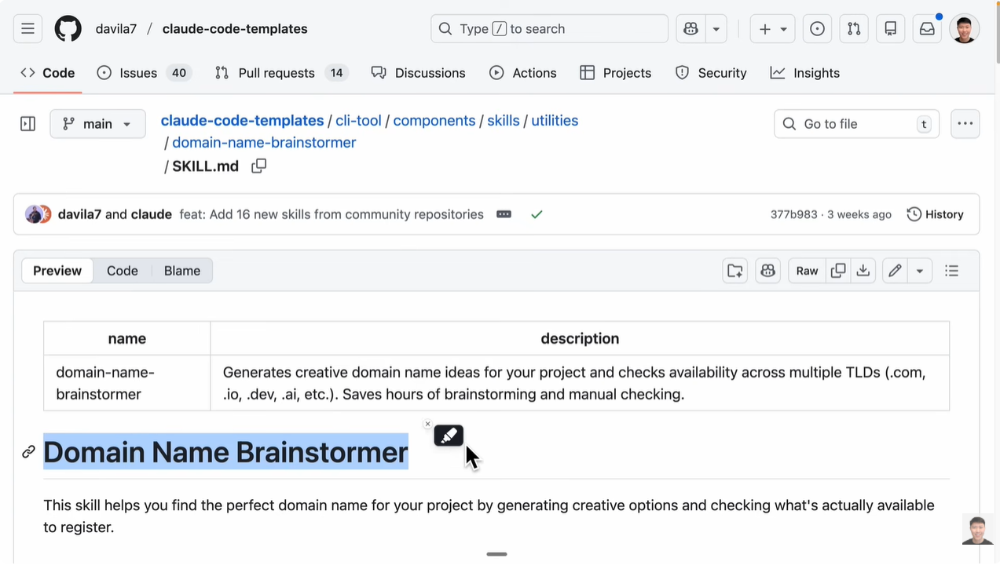 davila7 / claude-code-templates
Type / to search
Code
Issues 40
Pull requests 14
Discussions
Actions
Projects
Security
Insights
main
claude-code-templates / cli-tool / components / skills / utilities
/ domain-name-brainstormer
/ SKILL.md
Go to file t
davila7 and claude feat: Add 16 new skills from community repositories
377b983 · 3 weeks ago
History
Preview
Code
Blame
Raw
name
description
domain-name-
brainstormer
Generates creative domain name ideas for your project and checks availability across multiple TLDs (.com,
.io, .dev, .ai, etc.). Saves hours of brainstorming and manual checking.
Domain Name Brainstormer
This skill helps you find the perfect domain name for your project by generating creative options and checking what's actually available
to register.